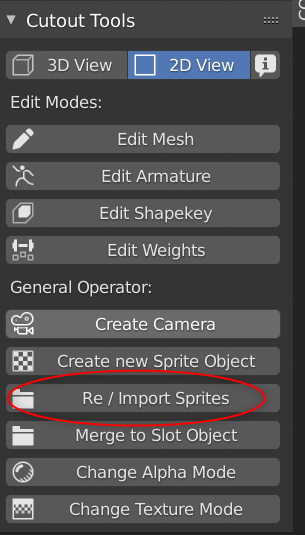 Cutout Tools
3D View 2D View
Edit Modes:
Edit Mesh
Edit Armature
Edit Shapekey
Edit Weights
General Operator:
Create Camera
Create new Sprite Object
Re / Import Sprites
Merge to Slot Object
Change Alpha Mode
Change Texture Mode